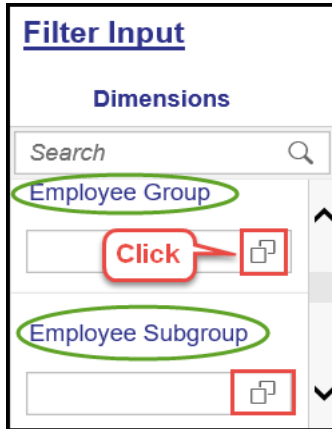 Filter Input
Dimensions
Search
Employee Group
Click
Employee Subgroup